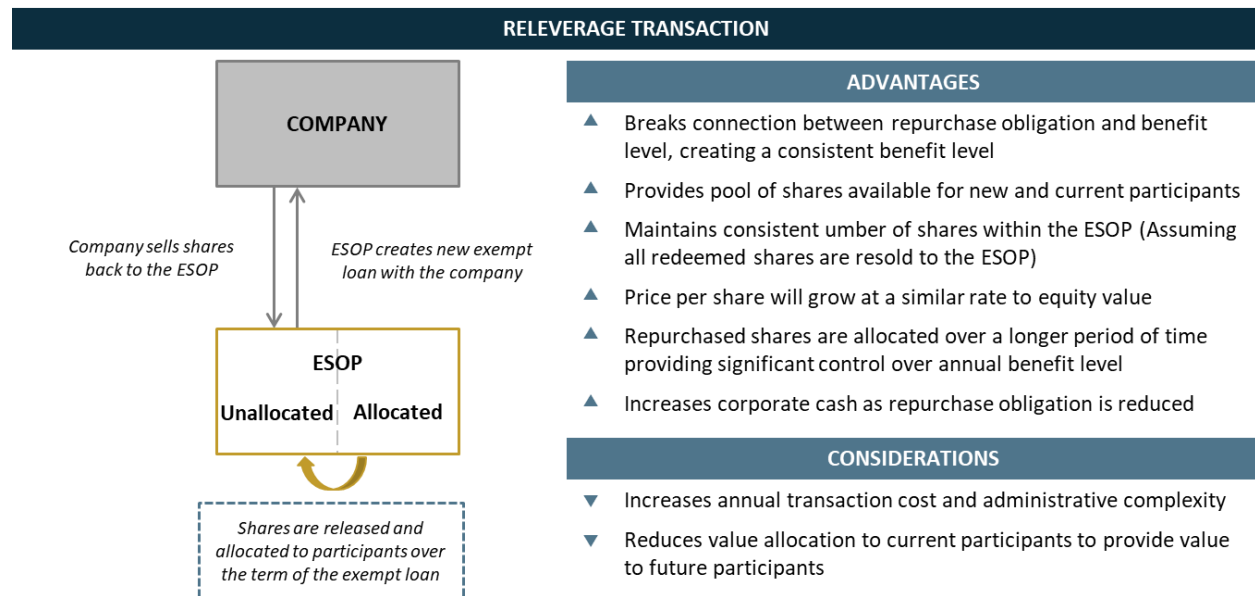 RELEVERAGE TRANSACTION
COMPANY
Company sells shares
back to the ESOP
ESOP creates new exempt
loan with the company
ESOP
Unallocated
Allocated
Shares are released and
allocated to participants over
the term of the exempt loan
ADVANTAGES
Breaks connection between repurchase obligation and benefit
level, creating a consistent benefit level
Provides pool of shares available for new and current participants
Maintains consistent umber of shares within the ESOP (Assuming
all redeemed shares are resold to the ESOP)
Price per share will grow at a similar rate to equity value
Repurchased shares are allocated over a longer period of time
providing significant control over annual benefit level
Increases corporate cash as repurchase obligation is reduced
CONSIDERATIONS
Increases annual transaction cost and administrative complexity
Reduces value allocation to current participants to provide value
to future participants